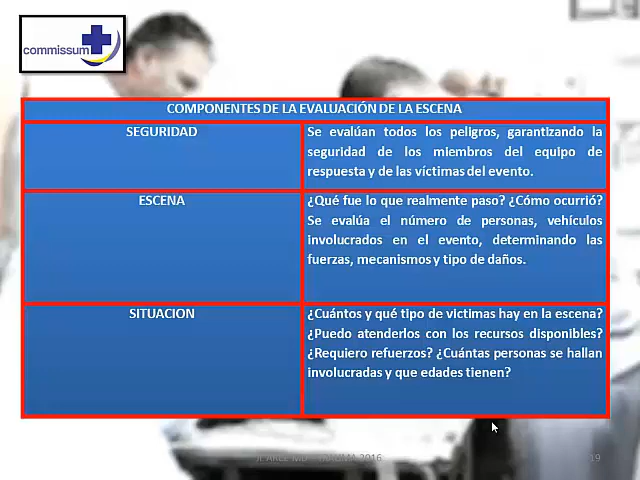 commissum
COMPONENTES DE LA EVALUACIÓN DE LA ESCENA
SEGURIDAD
Se evalúan todos los peligros, garantizando la
seguridad de los miembros del equipo de
respuesta y de las víctimas del evento.
ESCENA
¿Qué fue lo que realmente paso? ¿Cómo ocurrió?
Se evalúa el número de personas, vehículos
involucrados en el evento, determinando las
fuerzas, mecanismos y tipo de daños.
SITUACION
¿Cuántos y qué tipo de victimas hay en la escena?
¿Puedo atenderlos con los recursos disponibles?
¿Requiero refuerzos? ¿Cuántas personas se hallan
involucradas y que edades tienen?
2016
19